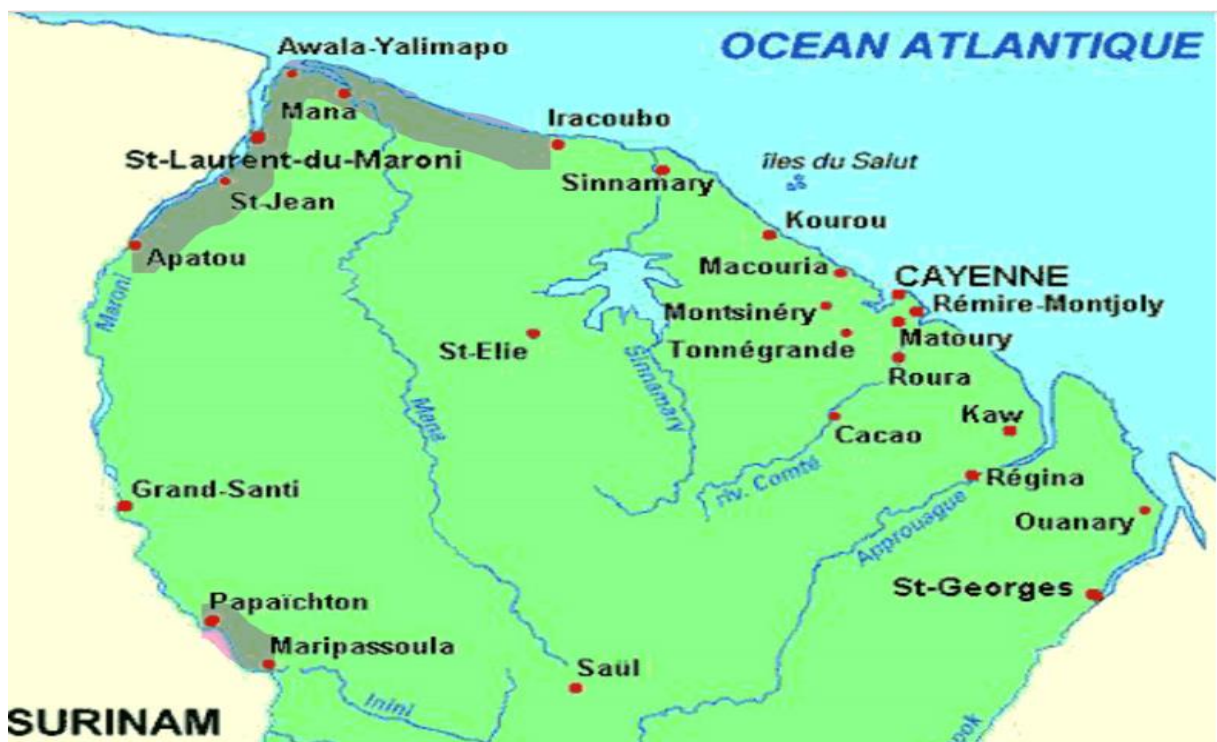 OCEAN ATLANTIQUE
Awala-Yalimapo
Mana
Iracoubo
St-Laurent-du-Maroni
îles du Salut
Sinnamary
St-Jean
Kourou
Apatou
Macouria
CAYENNE
Maroni
Montsinéry
Rémire-Montjoly
St-Elie
Tonnégrande
Matoury
Sinnamary
Roura
Mana
Kaw
Cacao
riv. Comté
Grand-Santi
Régina
Approuague
Ouanary
St-Georges
Papaïchton
Maripassoula
Saül
Inini
SURINAM
pok